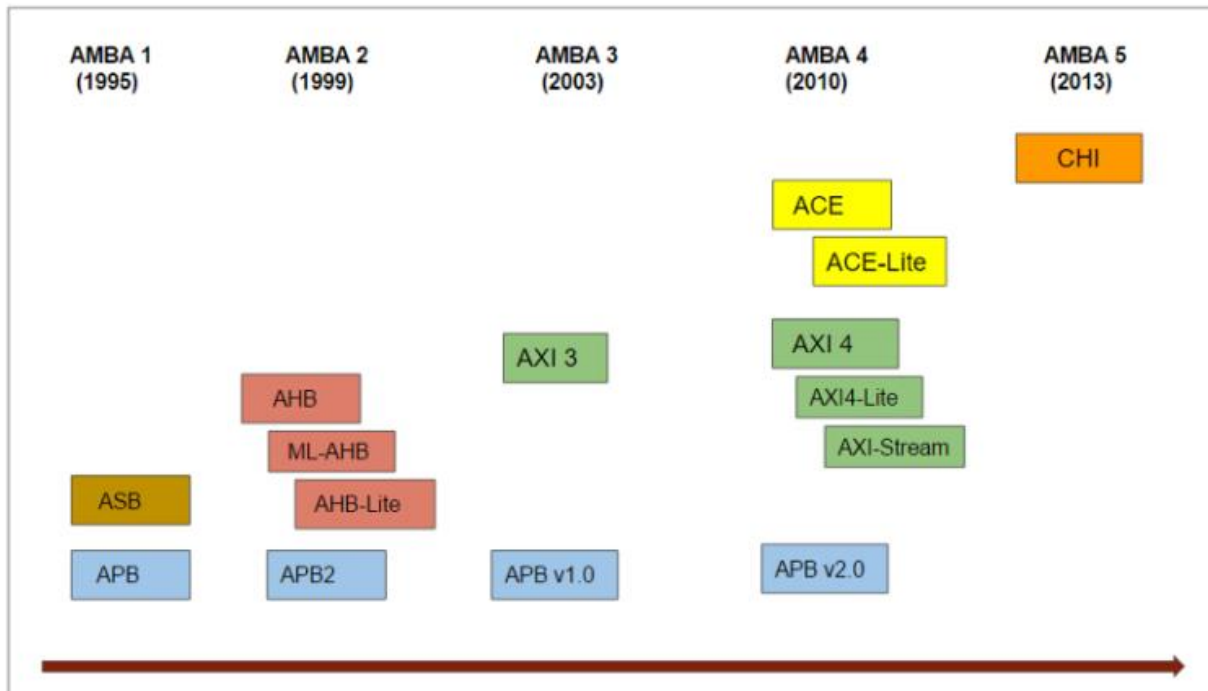 AMBA 1
(1995)
AMBA 2
(1999)
AMBA 3
(2003)
AMBA 4
(2010)
AMBA 5
(2013)
CHI
ACE
ACE-Lite
AXI 3
AXI 4
AHB
AXI4-Lite
ML-AHB
AXI-Stream
ASB
AHB-Lite
APB
APB2
APB v1.0
APB v2.0